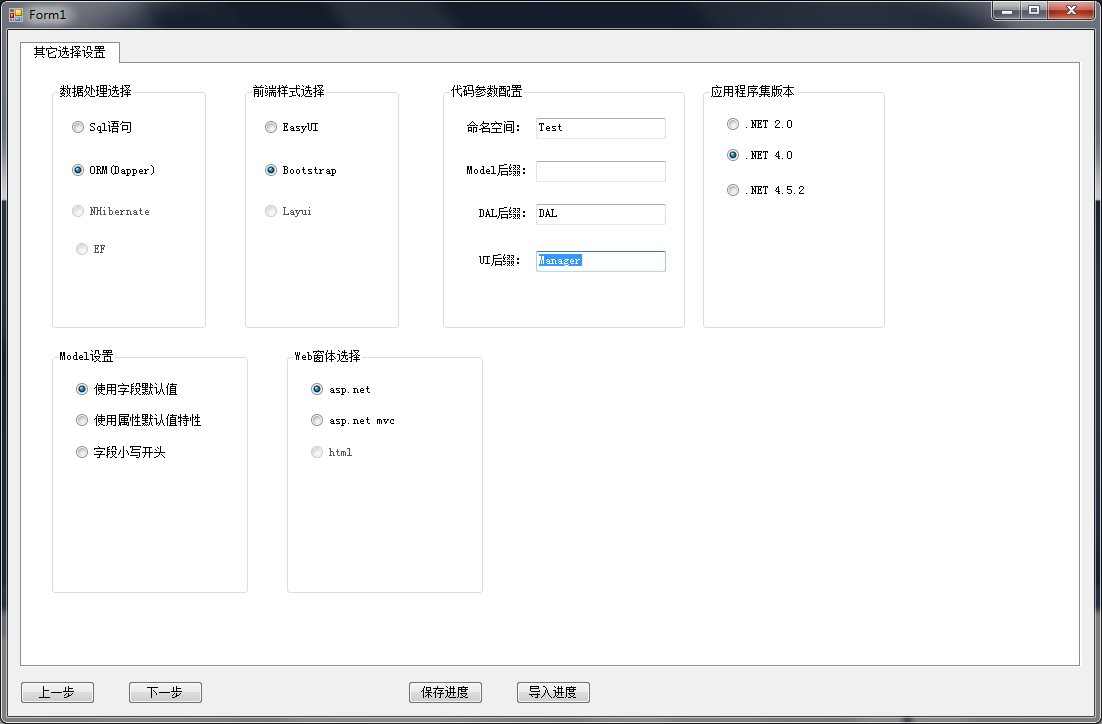 Form1
其它选择设置
数据处理选择
Sql语句
ORM(Dapper)
NHibernate
EF
前端样式选择
EasyUI
Bootstrap
Layui
代码参数配置
命名空间: Test
Model后缀:
DAL后缀: DAL
UI后缀: Manager
应用程序集版本
.NET 2.0
.NET 4.0
.NET 4.5.2
Model设置
使用字段默认值
使用属性默认值特性
字段小写开头
Web窗体选择
asp.net
asp.net mvc
html
上一步
下一步
保存进度
导入进度